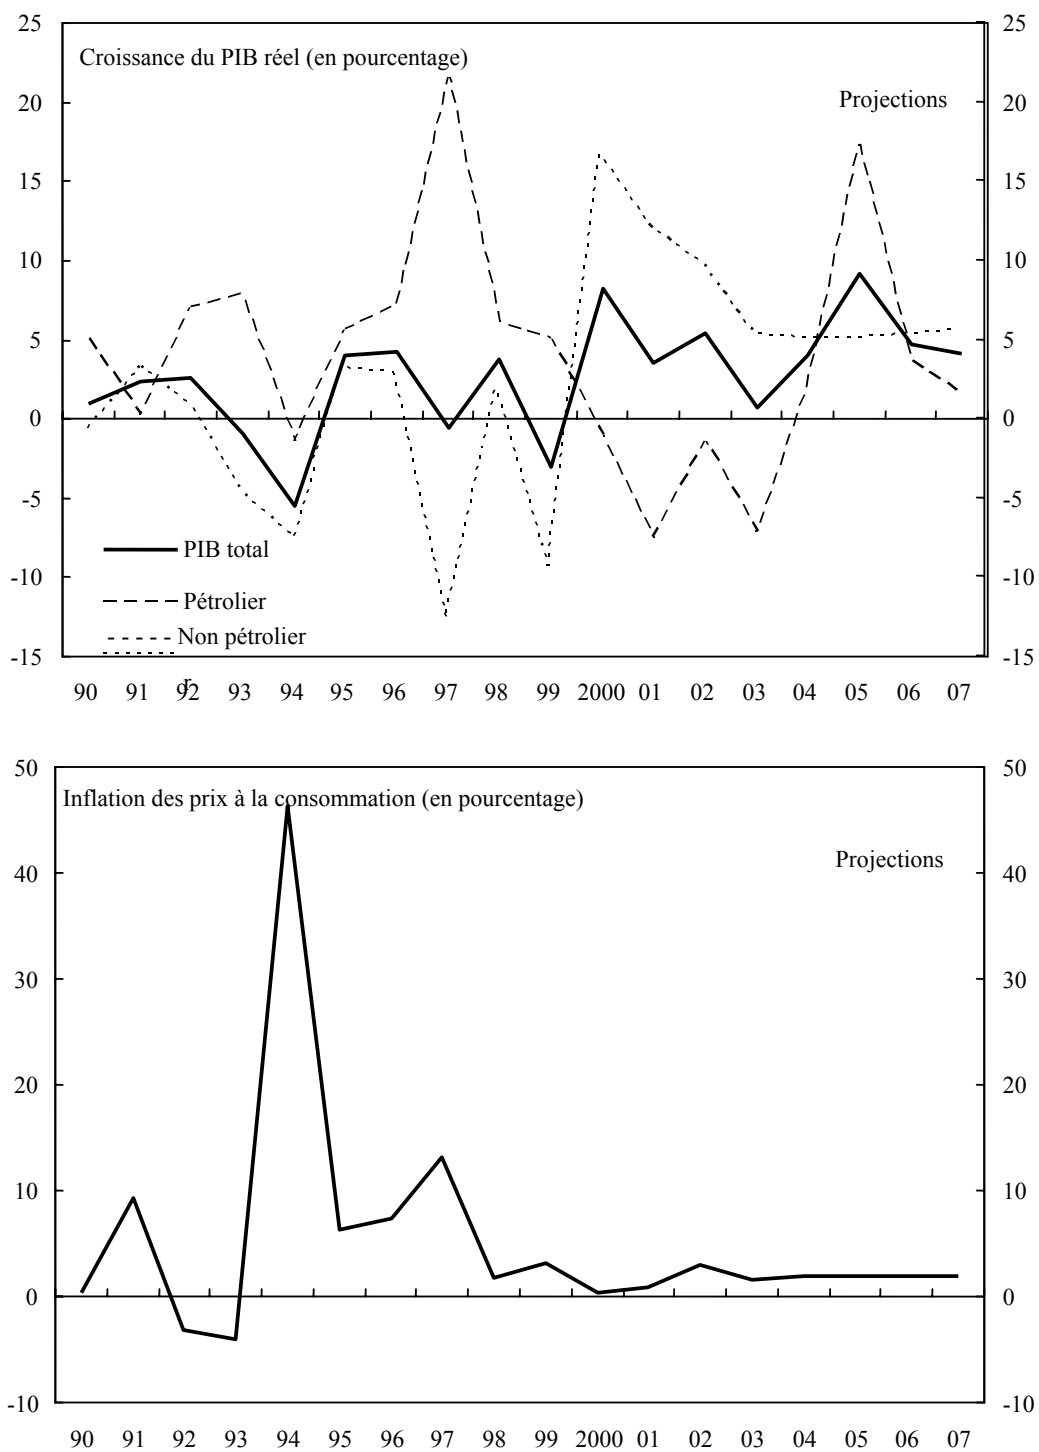 Croissance du PIB réel (en pourcentage)
Projections
25 25
20 20
15 15
10 10
5 5
0 0
-5 -5
-10 -10
-15 -15
PIB total
Pétrolier
Non pétrolier
r
90 91 92 93 94 95 96 97 98 99 2000 01 02 03 04 05 06 07
Inflation des prix à la consommation (en pourcentage)
Projections
50 50
40 40
30 30
20 20
10 10
0 0
-10 -10
90 91 92 93 94 95 96 97 98 99 2000 01 02 03 04 05 06 07